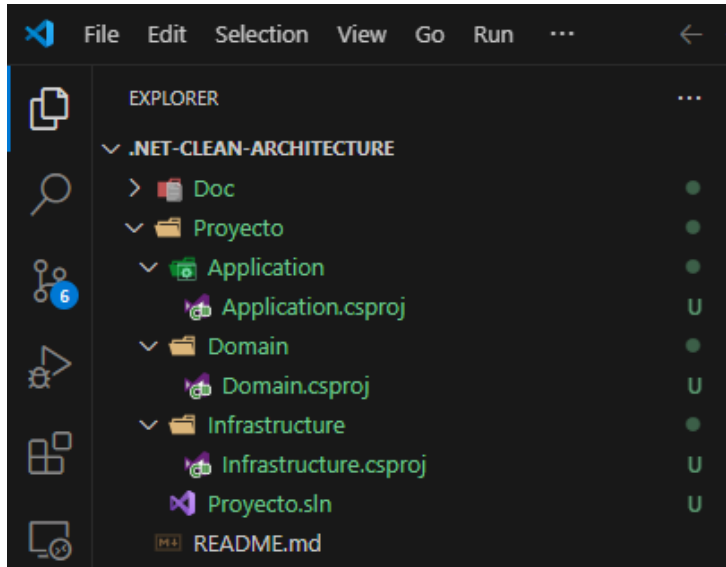 File Edit Selection View Go Run ...
EXPLORER ...
.NET-CLEAN-ARCHITECTURE
Doc
Proyecto
Application
Application.csproj U
Domain
Domain.csproj U
Infrastructure
6
Infrastructure.csproj U
Proyecto.sln U
README.md